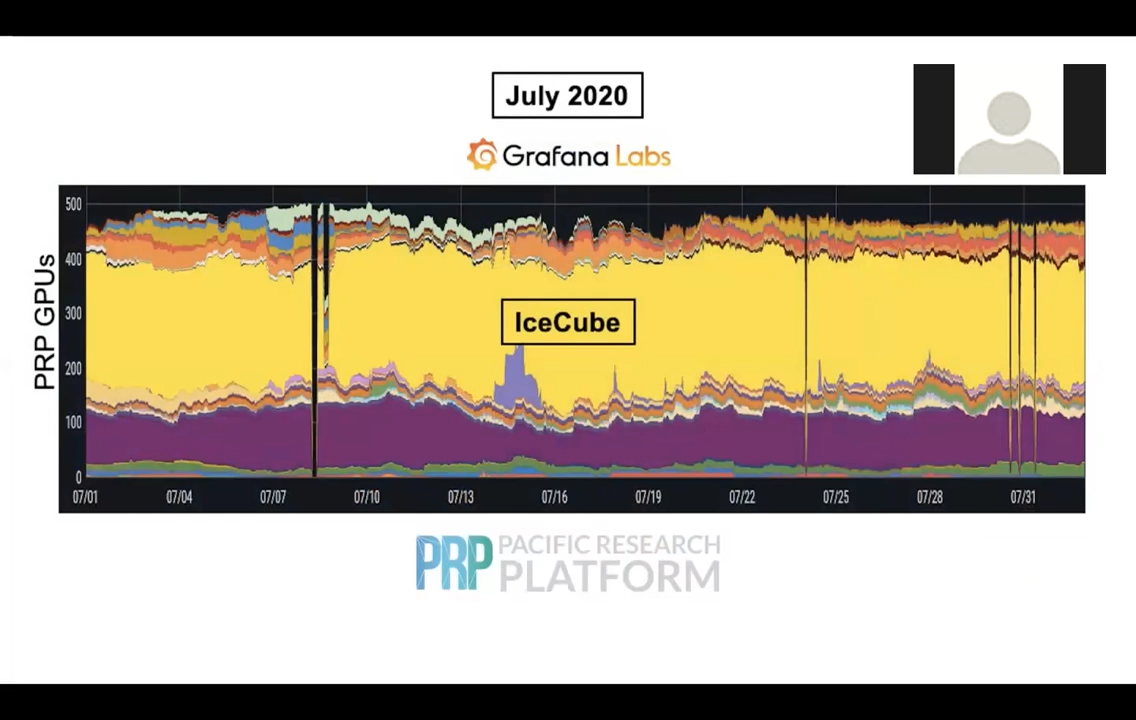 July 2020
Grafana Labs
PRP GPUs
500
400
300
200
100
0
IceCube
07/01 07/04 07/07 07/10 07/13 07/16 07/19 07/22 07/25 07/28 07/31
PRP PACIFIC RESEARCH
PLATFORM